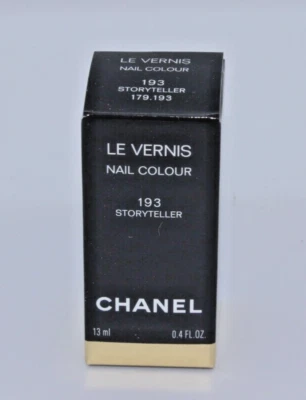 LE VERNIS
NAIL COLOUR
193
STORYTELLER
179.193
LE VERNIS
NAIL COLOUR
193
STORYTELLER
CHANEL
13 ml 0.4 FL.OZ.